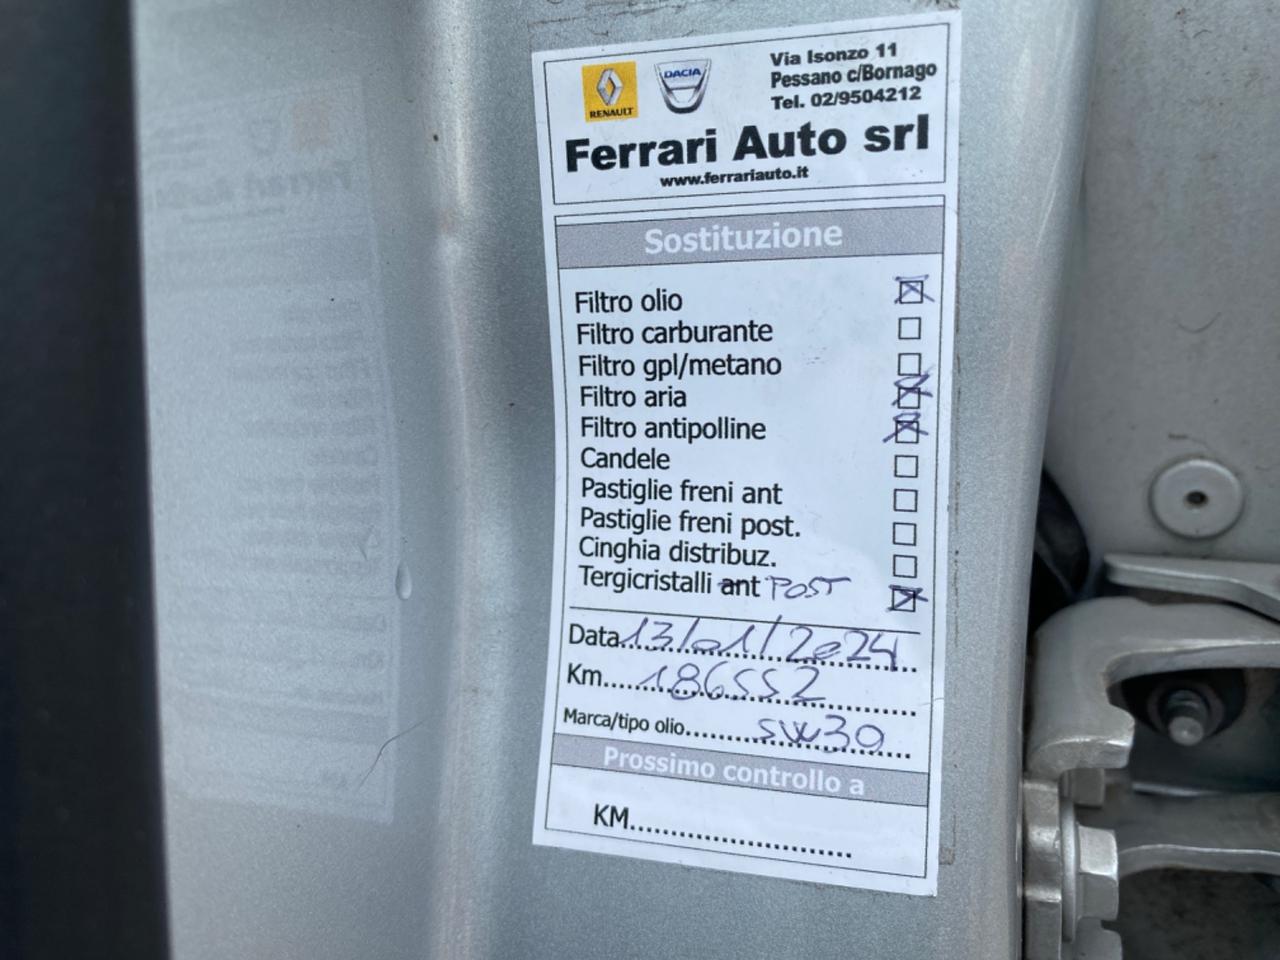 Via Isonzo 11
Pessano c/Bornago
Tel. 02/9504212
RENAULT
DACIA
Ferrari Auto srl
www.ferrariauto.it
Sostituzione
Filtro olio
Filtro carburante
Filtro gpl/metano
Filtro aria
Filtro antipolline
Candele
Pastiglie freni ant
Pastiglie freni post.
Cinghia distribuz.
Tergicristalli ant POST
Data 13/01/2024
Km 186552
Marca/tipo olio 5W30
Prossimo controllo a
KM